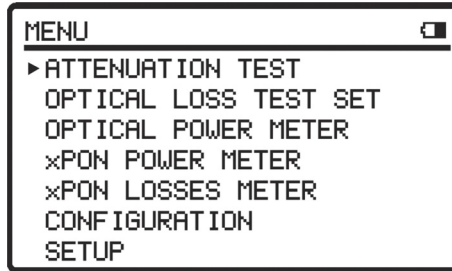 MENU
▶ATTENUATION TEST
OPTICAL LOSS TEST SET
OPTICAL POWER METER
xPON POWER METER
xPON LOSSES METER
CONFIGURATION
SETUP